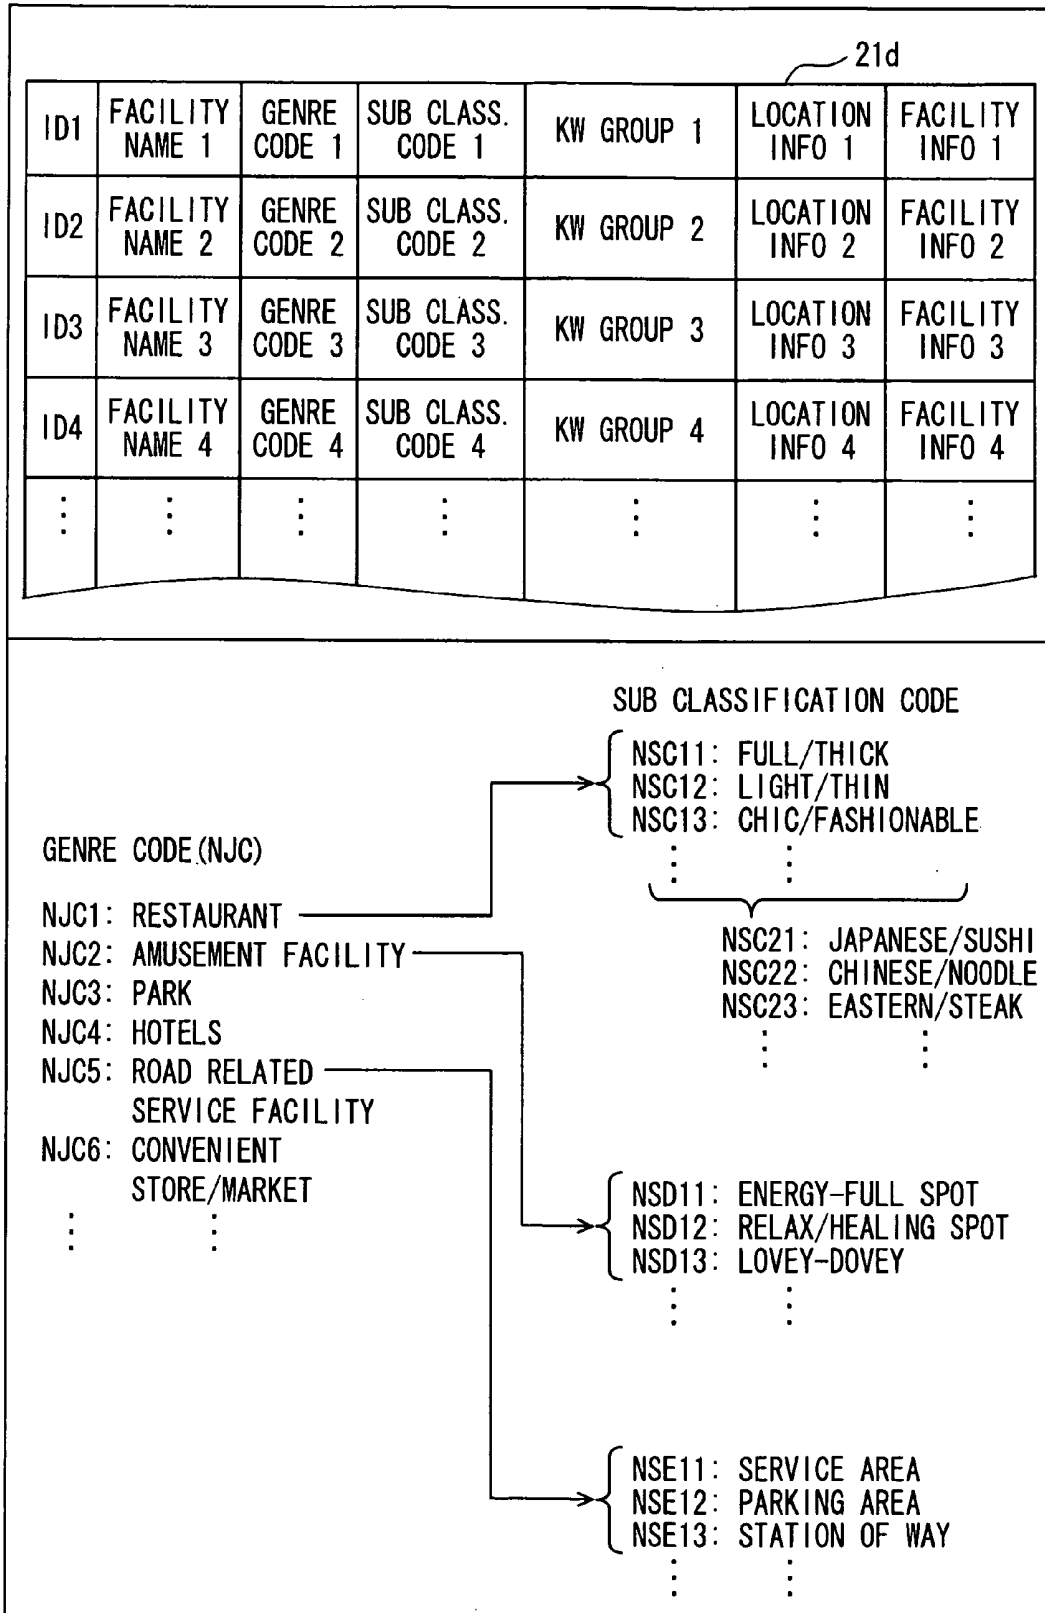 21d
ID1 FACILITY NAME 1 GENRE CODE 1 SUB CLASS. CODE 1 KW GROUP 1 LOCATION INFO 1 FACILITY INFO 1
ID2 FACILITY NAME 2 GENRE CODE 2 SUB CLASS. CODE 2 KW GROUP 2 LOCATION INFO 2 FACILITY INFO 2
ID3 FACILITY NAME 3 GENRE CODE 3 SUB CLASS. CODE 3 KW GROUP 3 LOCATION INFO 3 FACILITY INFO 3
ID4 FACILITY NAME 4 GENRE CODE 4 SUB CLASS. CODE 4 KW GROUP 4 LOCATION INFO 4 FACILITY INFO 4
GENRE CODE(NJC)
NJC1: RESTAURANT
NJC2: AMUSEMENT FACILITY
NJC3: PARK
NJC4: HOTELS
NJC5: ROAD RELATED
SERVICE FACILITY
NJC6: CONVENIENT
STORE/MARKET
SUB CLASSIFICATION CODE
NSC11: FULL/THICK
NSC12: LIGHT/THIN
NSC13: CHIC/FASHIONABLE
NSC21: JAPANESE/SUSHI
NSC22: CHINESE/NOODLE
NSC23: EASTERN/STEAK
NSD11: ENERGY-FULL SPOT
NSD12: RELAX/HEALING SPOT
NSD13: LOVEY-DOVEY
NSE11: SERVICE AREA
NSE12: PARKING AREA
NSE13: STATION OF WAY